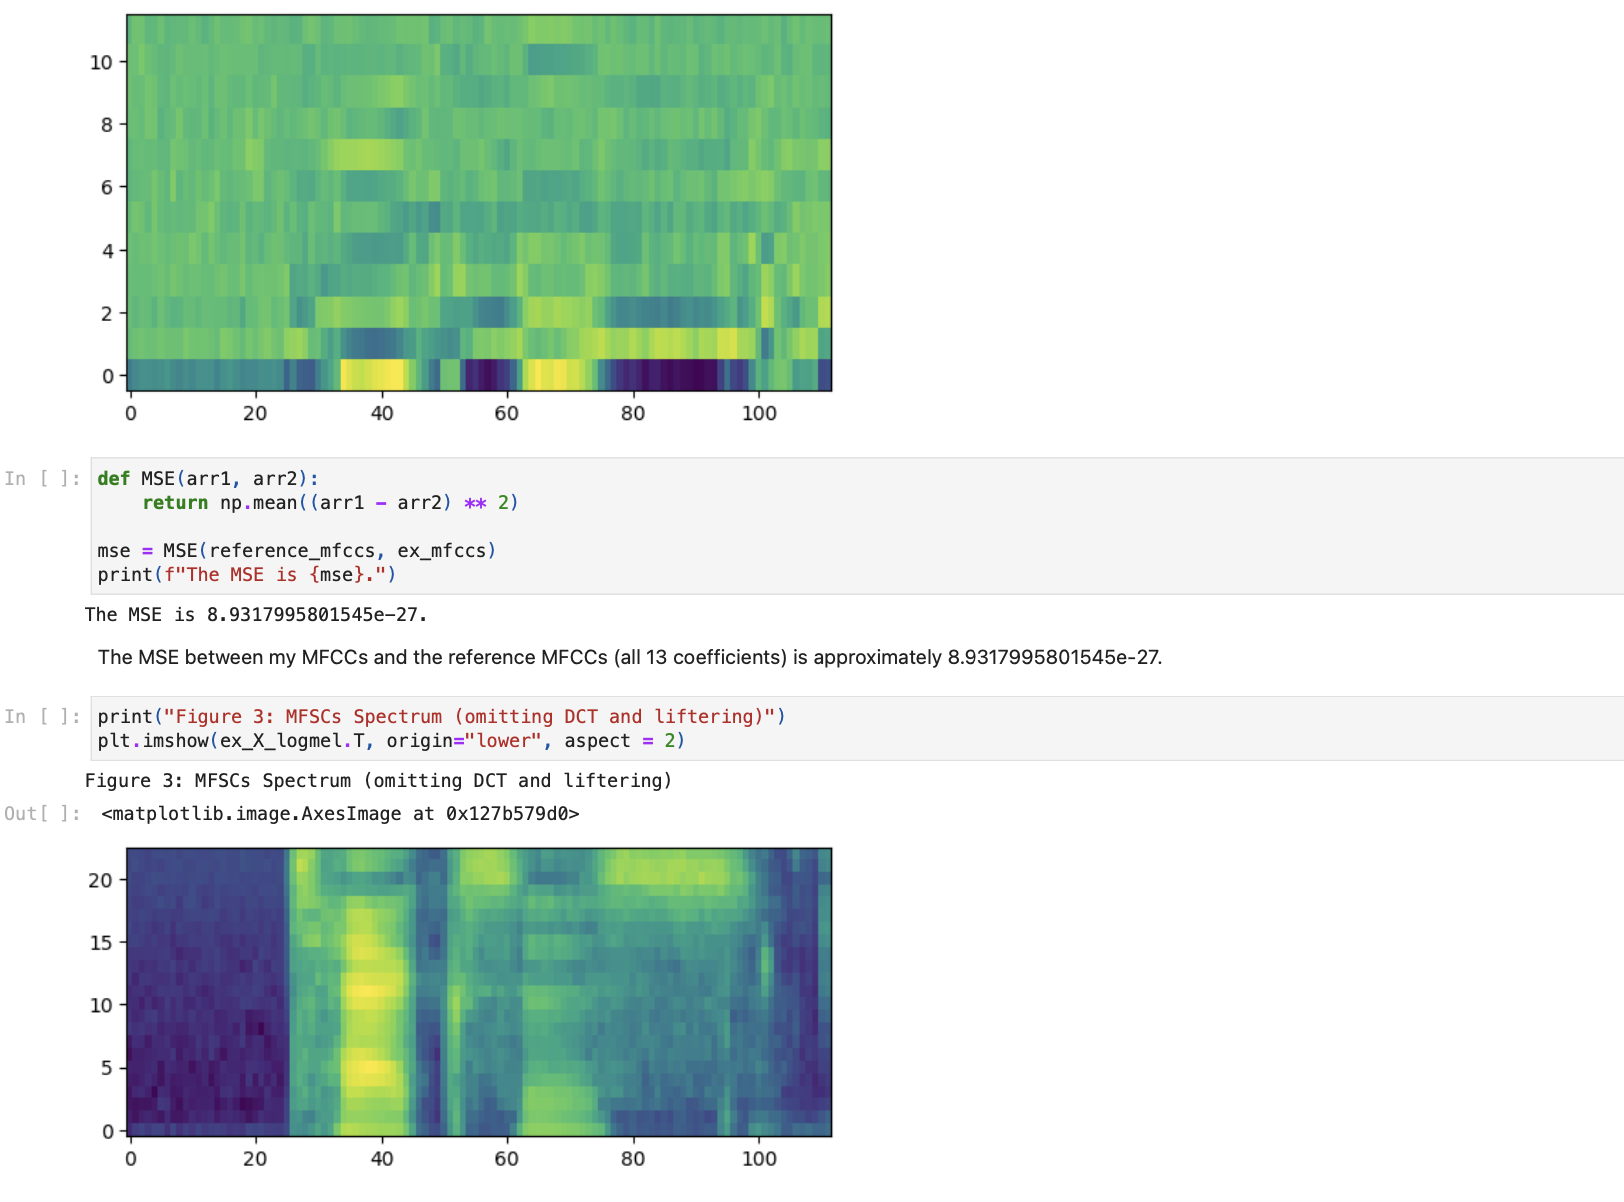 10
8
6
4
2
0
0 20 40 60 80 100
In [ ]:
def MSE(arr1, arr2):
    return np.mean((arr1 - arr2) ** 2)
mse = MSE(reference_mfccs, ex_mfccs)
print(f"The MSE is {mse}.")
The MSE is 8.9317995801545e-27.
The MSE between my MFCCs and the reference MFCCs (all 13 coefficients) is approximately 8.9317995801545e-27.
In [ ]:
print("Figure 3: MFSCs Spectrum (omitting DCT and liftering)")
plt.imshow(ex_X_logmel.T, origin="lower", aspect = 2)
Figure 3: MFSCs Spectrum (omitting DCT and liftering)
Out[ ]: <matplotlib.image.AxesImage at 0x127b579d0>
20
15
10
5
0
0 20 40 60 80 100